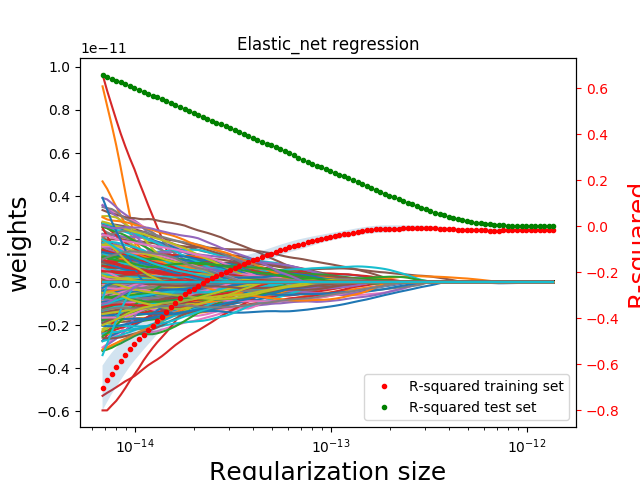 Elastic_net regression
1e−11
1.0
0.8
0.6
0.4
0.2
0.0
−0.2
−0.4
−0.6
weights
0.6
0.4
0.2
0.0
−0.2
−0.4
−0.6
−0.8
R-squared
R-squared training set
R-squared test set
10−14
10−13
10−12
Regularization size